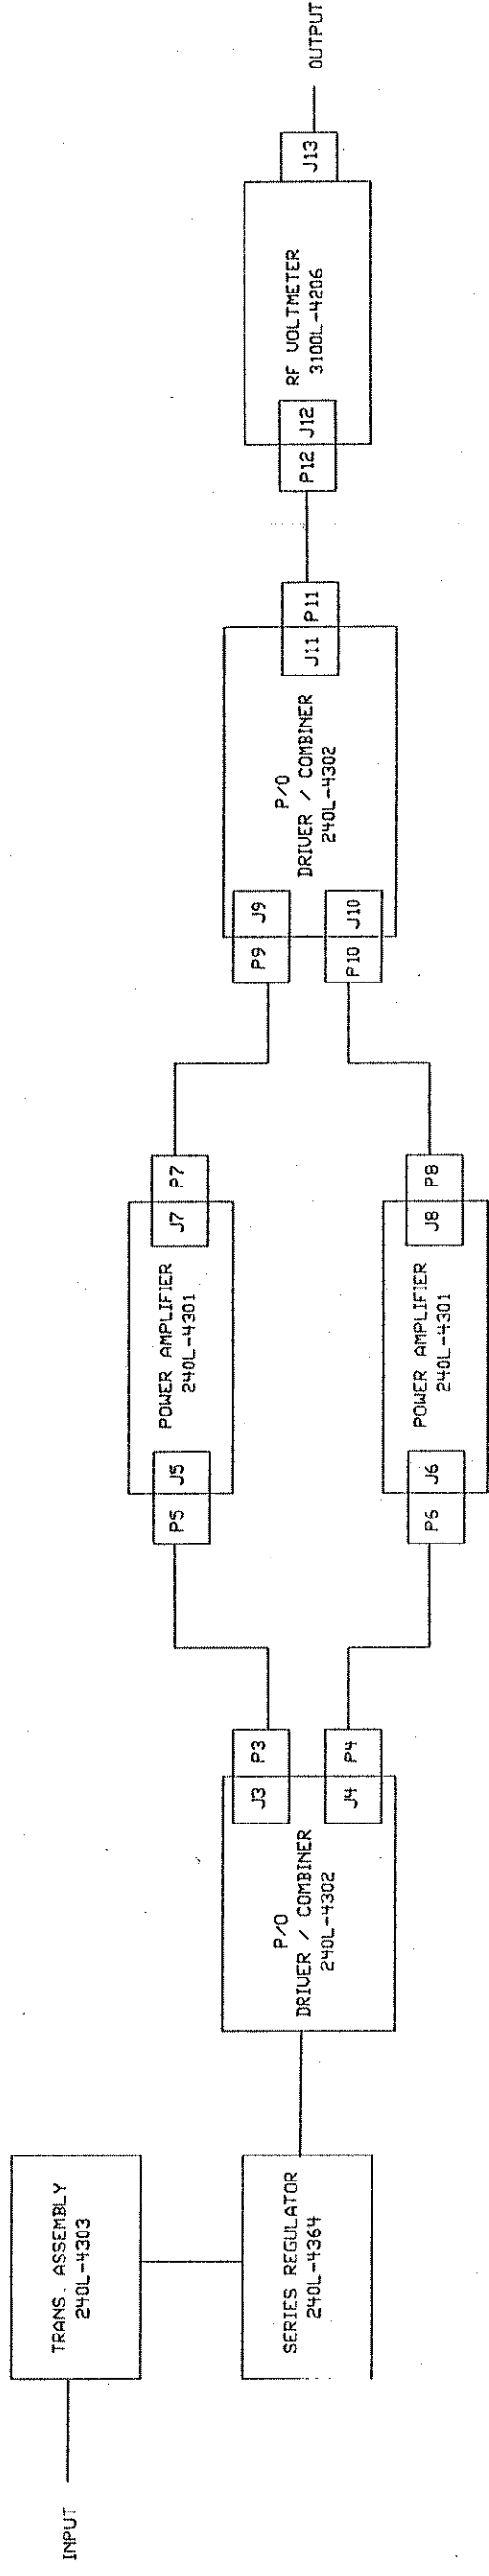 INPUT
TRANS. ASSEMBLY
240L-4303
SERIES REGULATOR
240L-4364
P/O
DRIVER / COMBINER
240L-4302
J3
P3
J4
P4
P5
J5
POWER AMPLIFIER
240L-4301
J7
P7
P6
J6
POWER AMPLIFIER
240L-4301
J8
P8
P9
J9
P10
J10
P/O
DRIVER / COMBINER
240L-4302
J11
P11
P12
J12
RF VOLTMETER
3100L-4206
J13
OUTPUT